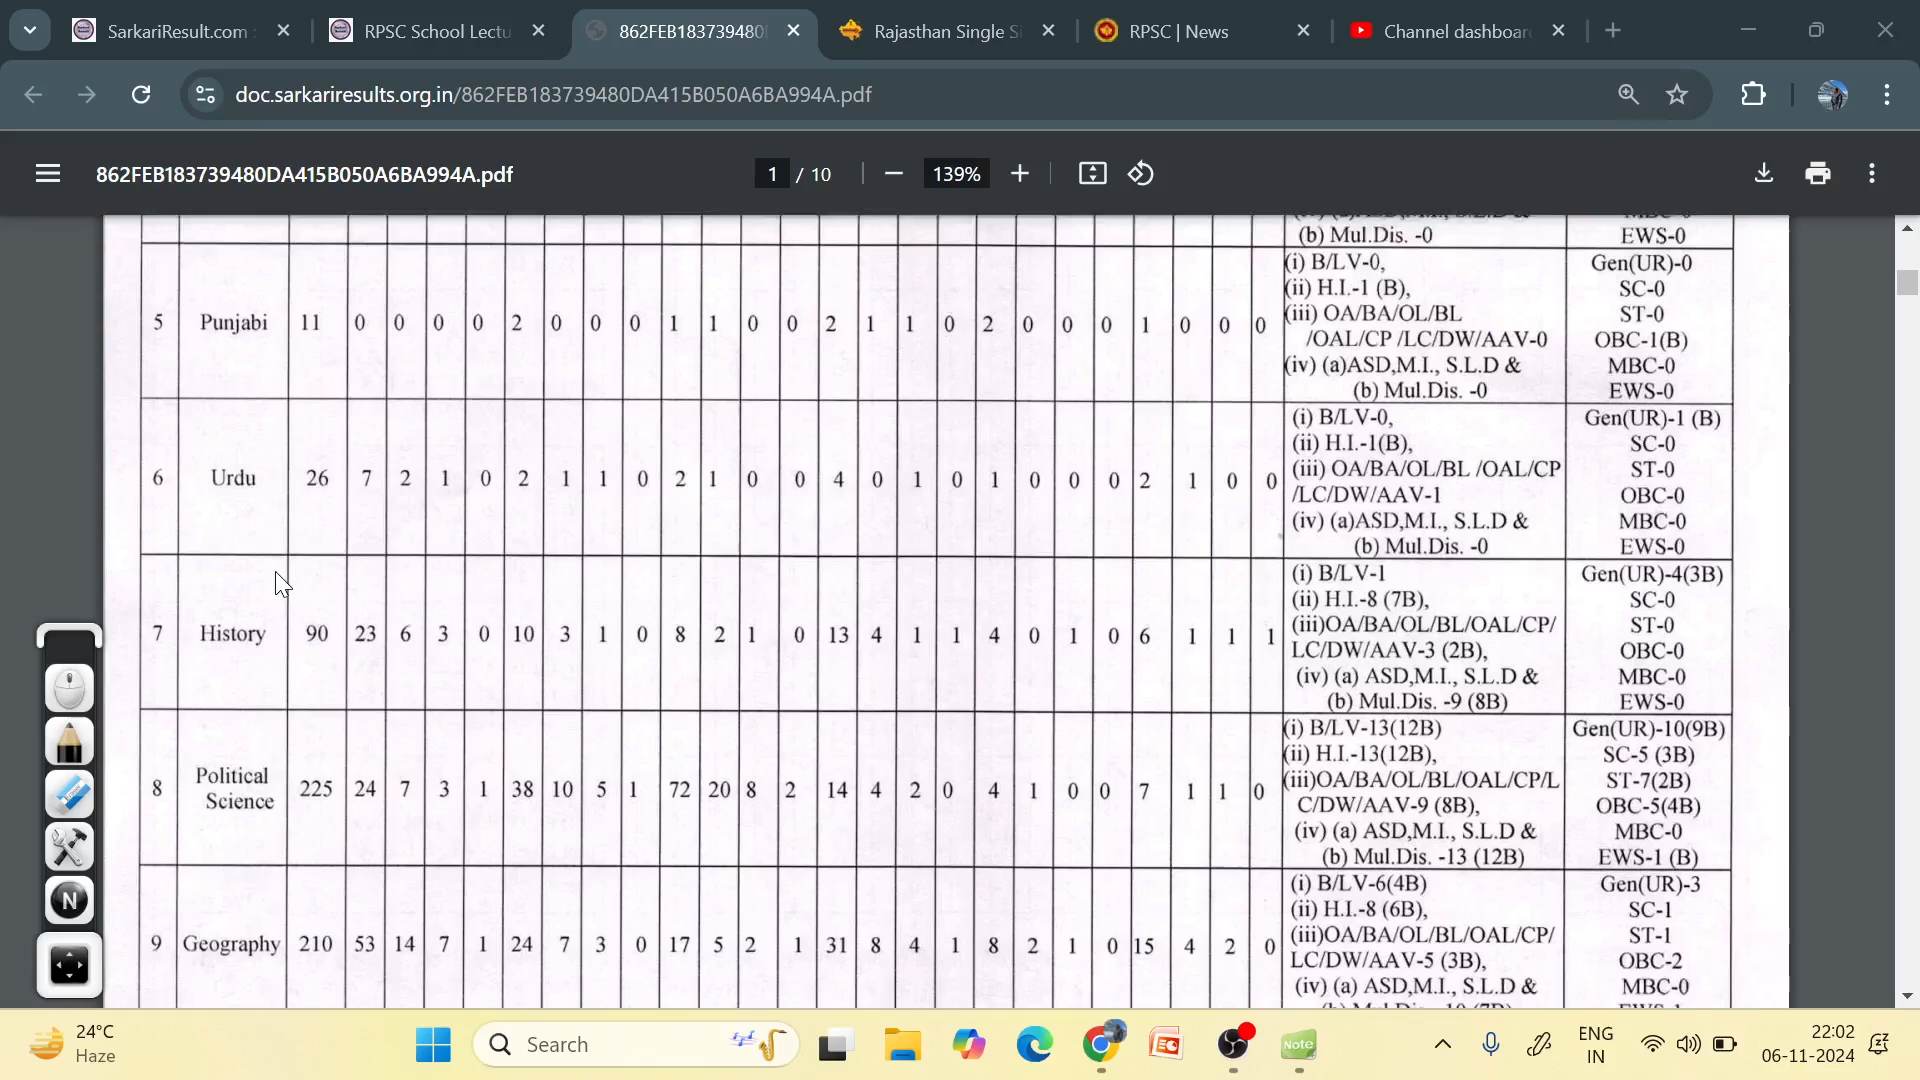 SarkariResult.com :
RPSC School Lectu
862FEB183739480
Rajasthan Single Si
RPSC | News
Channel dashboar
doc.sarkariresults.org.in/862FEB183739480DA415B050A6BA994A.pdf
862FEB183739480DA415B050A6BA994A.pdf
1 / 10
139%
(b) Mul.Dis. -0
EWS-0
5 Punjabi 11 0 0 0 0 2 0 0 0 1 1 0 0 2 1 1 0 2 0 0 0 1 0 0 0
(i) B/LV-0,
(ii) H.I.-1 (B),
(iii) OA/BA/OL/BL
/OAL/CP /LC/DW/AAV-0
(iv) (a)ASD,M.I., S.L.D &
(b) Mul.Dis. -0
Gen(UR)-0
SC-0
ST-0
OBC-1(B)
MBC-0
EWS-0
6 Urdu 26 7 2 1 0 2 1 1 0 2 1 0 0 4 0 1 0 1 0 0 0 2 1 0 0
(i) B/LV-0,
(ii) H.I.-1(B),
(iii) OA/BA/OL/BL /OAL/CP
/LC/DW/AAV-1
(iv) (a)ASD,M.I., S.L.D &
(b) Mul.Dis. -0
Gen(UR)-1 (B)
SC-0
ST-0
OBC-0
MBC-0
EWS-0
7 History 90 23 6 3 0 10 3 1 0 8 2 1 0 13 4 1 1 4 0 1 0 6 1 1 1
(i) B/LV-1
(ii) H.I.-8 (7B),
(iii)OA/BA/OL/BL/OAL/CP/
LC/DW/AAV-3 (2B),
(iv) (a) ASD,M.I., S.L.D &
(b) Mul.Dis. -9 (8B)
Gen(UR)-4(3B)
SC-0
ST-0
OBC-0
MBC-0
EWS-0
8 Political
Science 225 24 7 3 1 38 10 5 1 72 20 8 2 14 4 2 0 4 1 0 0 7 1 1 0
(i) B/LV-13(12B)
(ii) H.I.-13(12B),
(iii)OA/BA/OL/BL/OAL/CP/L
C/DW/AAV-9 (8B),
(iv) (a) ASD,M.I., S.L.D &
(b) Mul.Dis. -13 (12B)
Gen(UR)-10(9B)
SC-5 (3B)
ST-7(2B)
OBC-5(4B)
MBC-0
EWS-1 (B)
9 Geography 210 53 14 7 1 24 7 3 0 17 5 2 1 31 8 4 1 8 2 1 0 15 4 2 0
(i) B/LV-6(4B)
(ii) H.I.-8 (6B),
(iii)OA/BA/OL/BL/OAL/CP/
LC/DW/AAV-5 (3B),
(iv) (a) ASD,M.I., S.L.D &
Gen(UR)-3
SC-1
ST-1
OBC-2
MBC-0
N
24°C
Haze
Search
Note
ENG
IN
22:02
06-11-2024